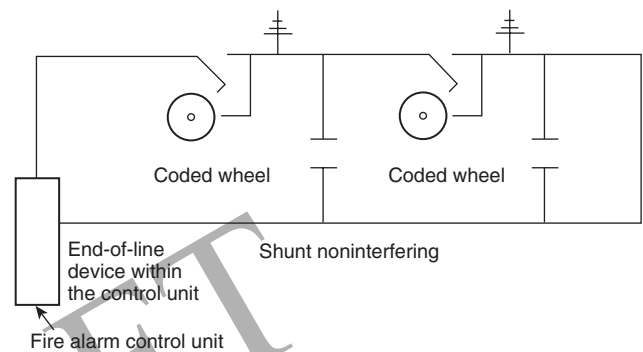 Coded wheel
Coded wheel
End-of-line
device within
the control unit
Shunt noninterfering
Fire alarm control unit